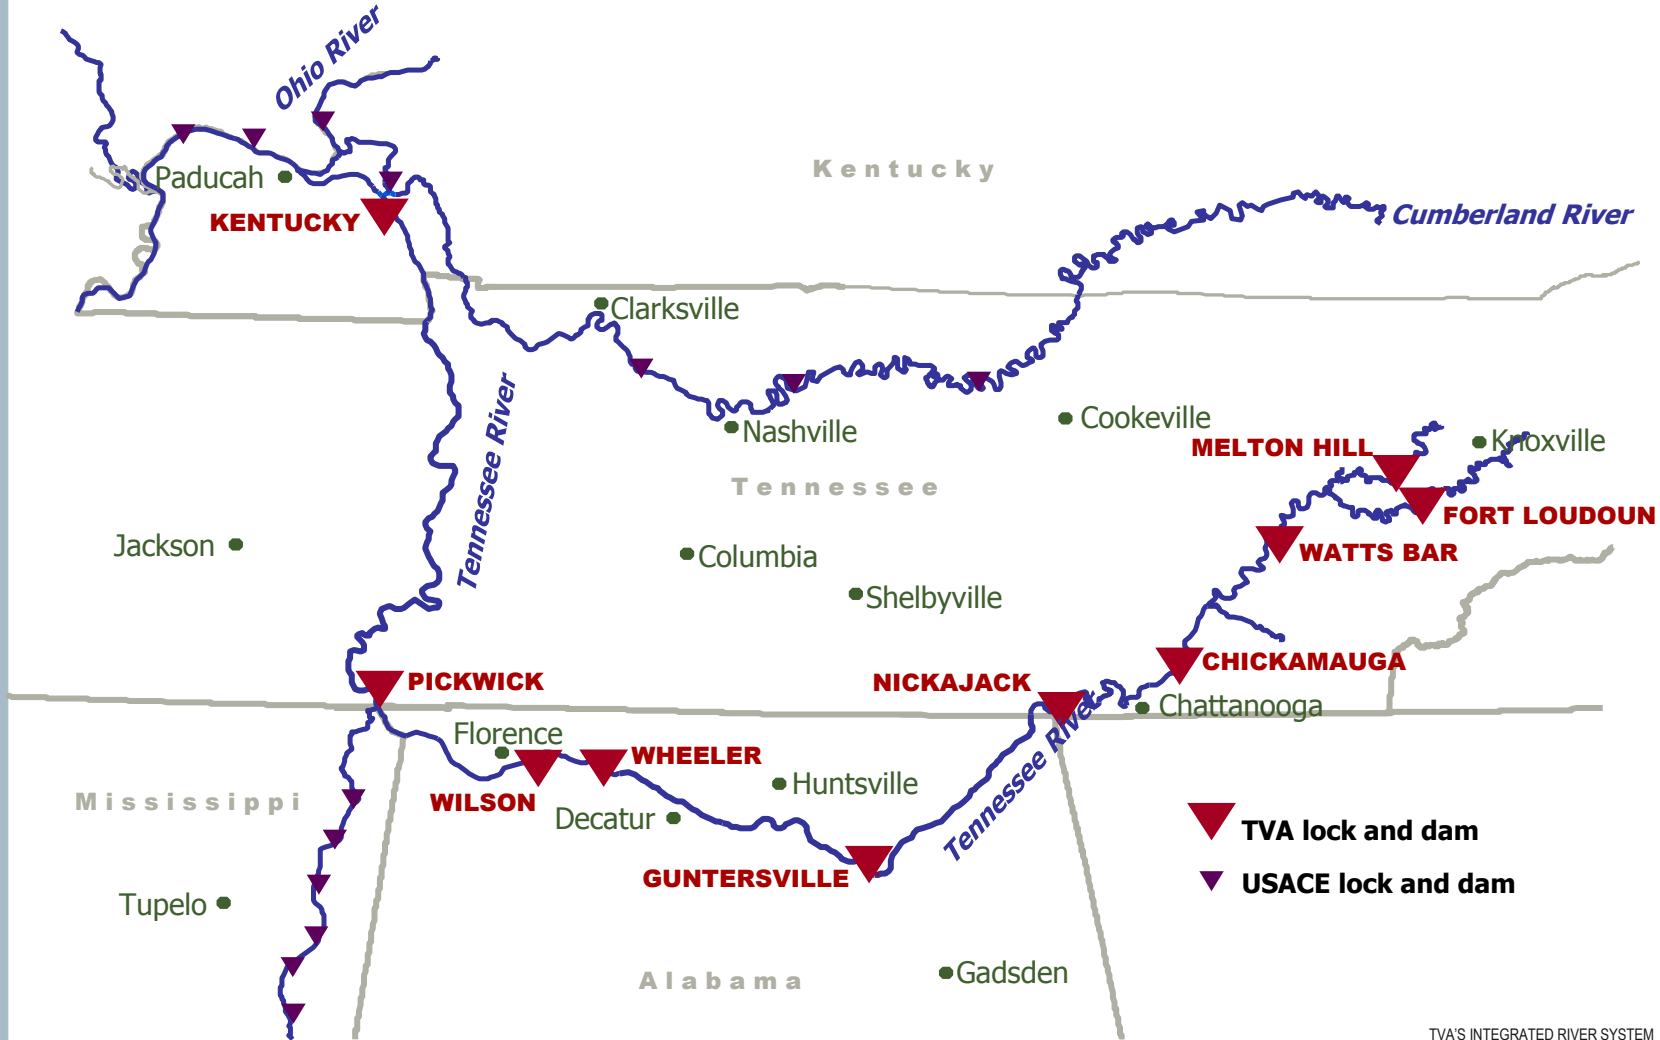 Ohio River
Paducah
Kentucky
KENTUCKY
Cumberland River
Clarksville
Tennessee River
Nashville
Cookeville
Knoxville
MELTON HILL
Tennessee
FORT LOUDOUN
Jackson
Columbia
WATTS BAR
Shelbyville
PICKWICK
NICKAJACK
CHICKAMAUGA
Chattanooga
Florence
WHEELER
Tennessee River
Huntsville
Mississippi
WILSON
Decatur
TVA lock and dam
GUNTERSVILLE
USACE lock and dam
Tupelo
Alabama
Gadsden
TVA'S INTEGRATED RIVER SYSTEM